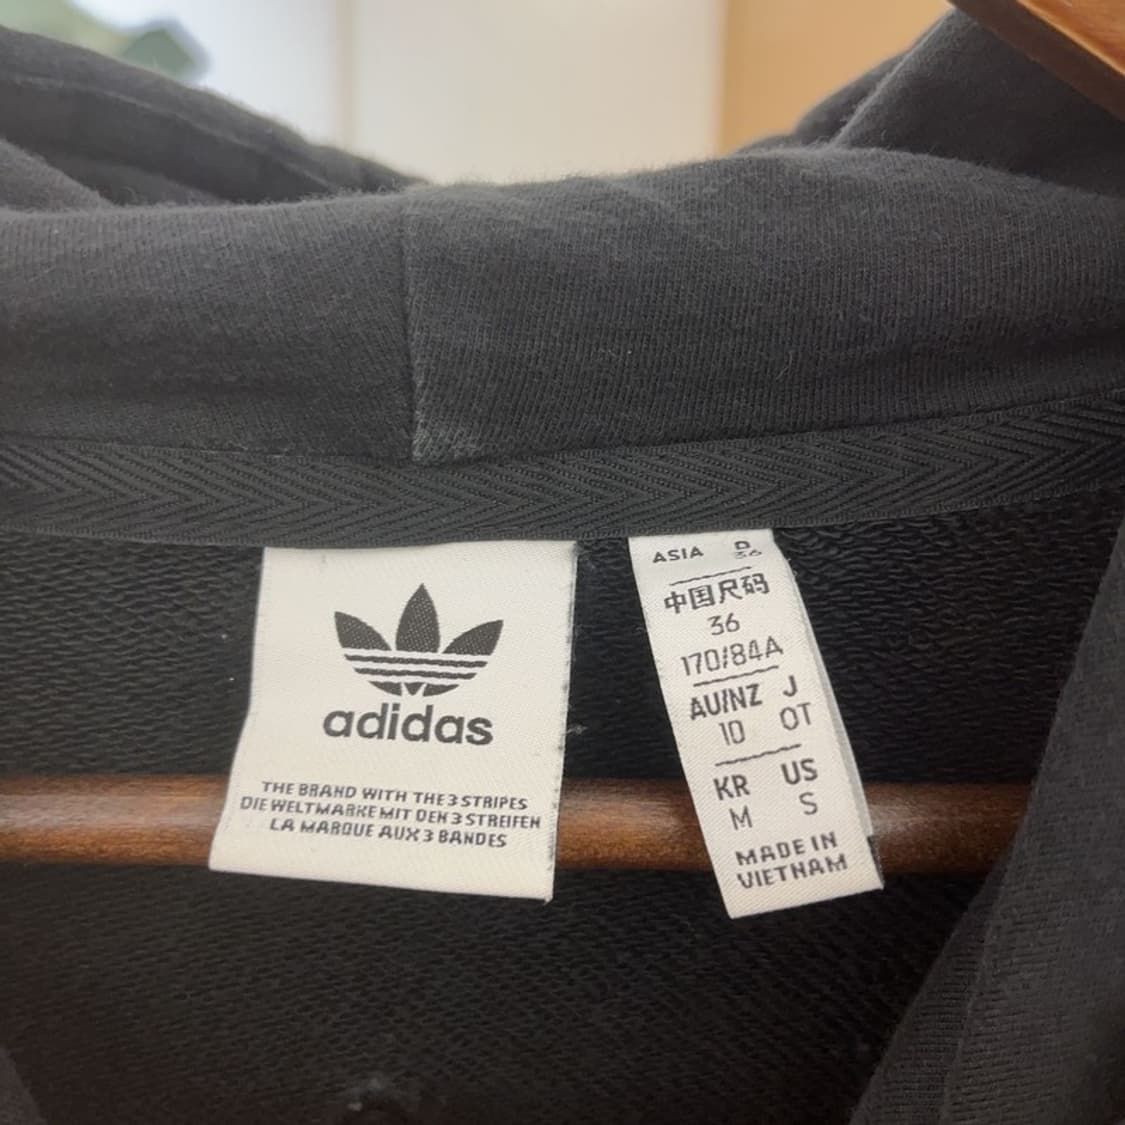 adidas
THE BRAND WITH THE 3 STRIPES
DIE WELTMARKE MIT DEN 3 STREIFEN
LA MARQUE AUX 3 BANDES
ASIA D
36
中国尺码
36
170/84A
AU/NZ J
10 OT
KR US
M S
MADE IN
VIETNAM